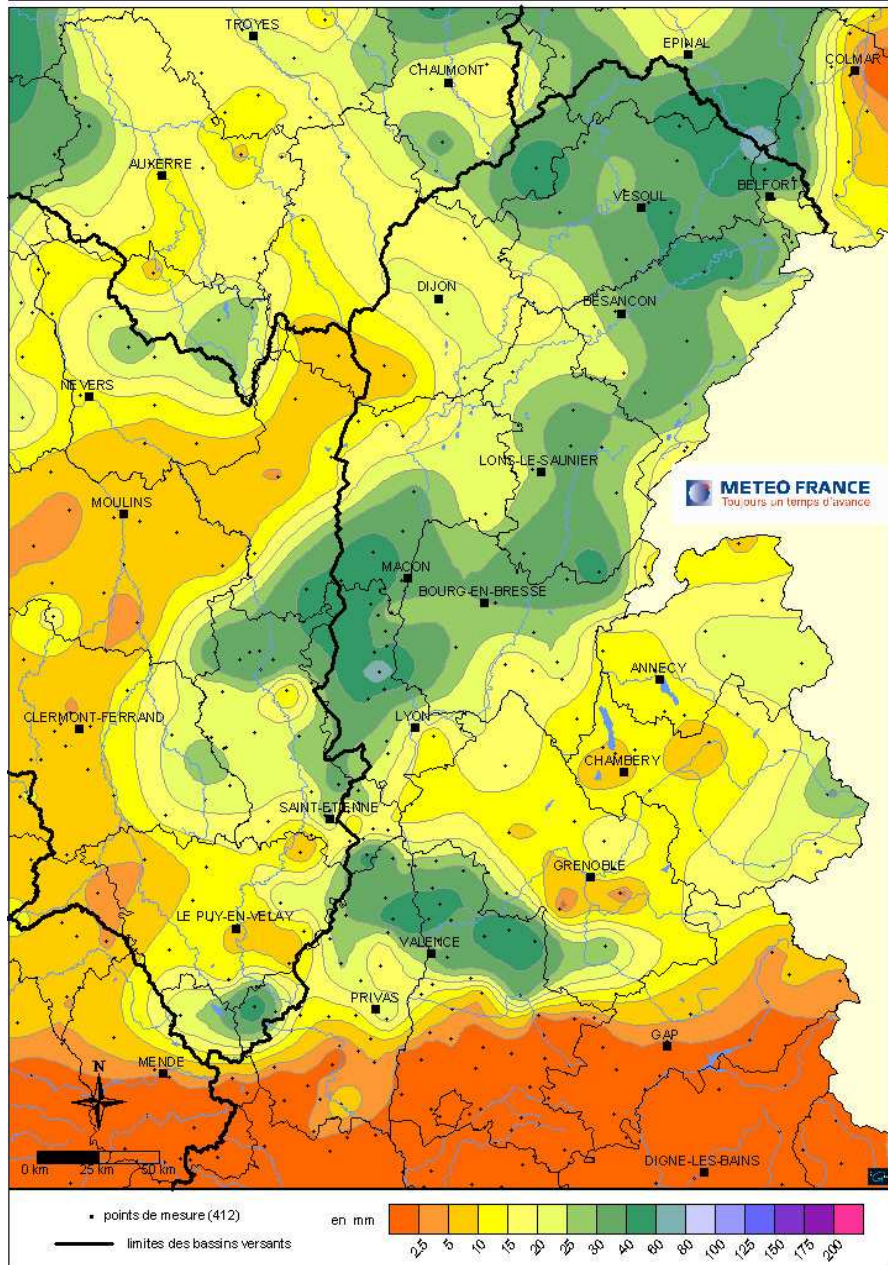 TROYES
EPINAL
CHAUMONT
COLMAR
AUXERRE
BELFORT
VESOUL
DIJON
BESANCON
NEVERS
LONS-LE-SAUNIER
METEO FRANCE
Toujours un temps d'avance
MOULINS
MACON
BOURG-EN-BRESSE
ANNECY
CLERMONT-FERRAND
LYON
CHAMBERY
SAINT-ETIENNE
GRENOBLE
LE PUY-EN-VELAY
VALENCE
PRIVAS
GAP
MENDE
N
0 km 25 km 50 km
DIGNE-LES-BAINS
points de mesure (412)
limites des bassins versants
en mm
2,5 5 10 15 20 25 30 40 60 80 100 125 150 175 200